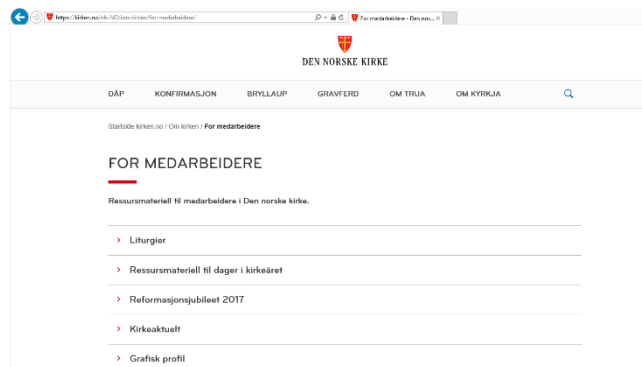 https://kirken.no/nb-NO/om-kirken/for-medarbeidere/
For medarbeidere - Den nor...
DEN NORSKE KIRKE
DÅP KONFIRMASJON BRYLLAUP GRAVFERD OM TRUA OM KYRKJA
Startside kirken.no / Om kirken / For medarbeidere
FOR MEDARBEIDERE
Ressursmateriell til medarbeidere i Den norske kirke.
Liturgier
Ressursmateriell til dager i kirkeåret
Reformasjonsjubileet 2017
Kirkeaktuelt
Grafisk profil